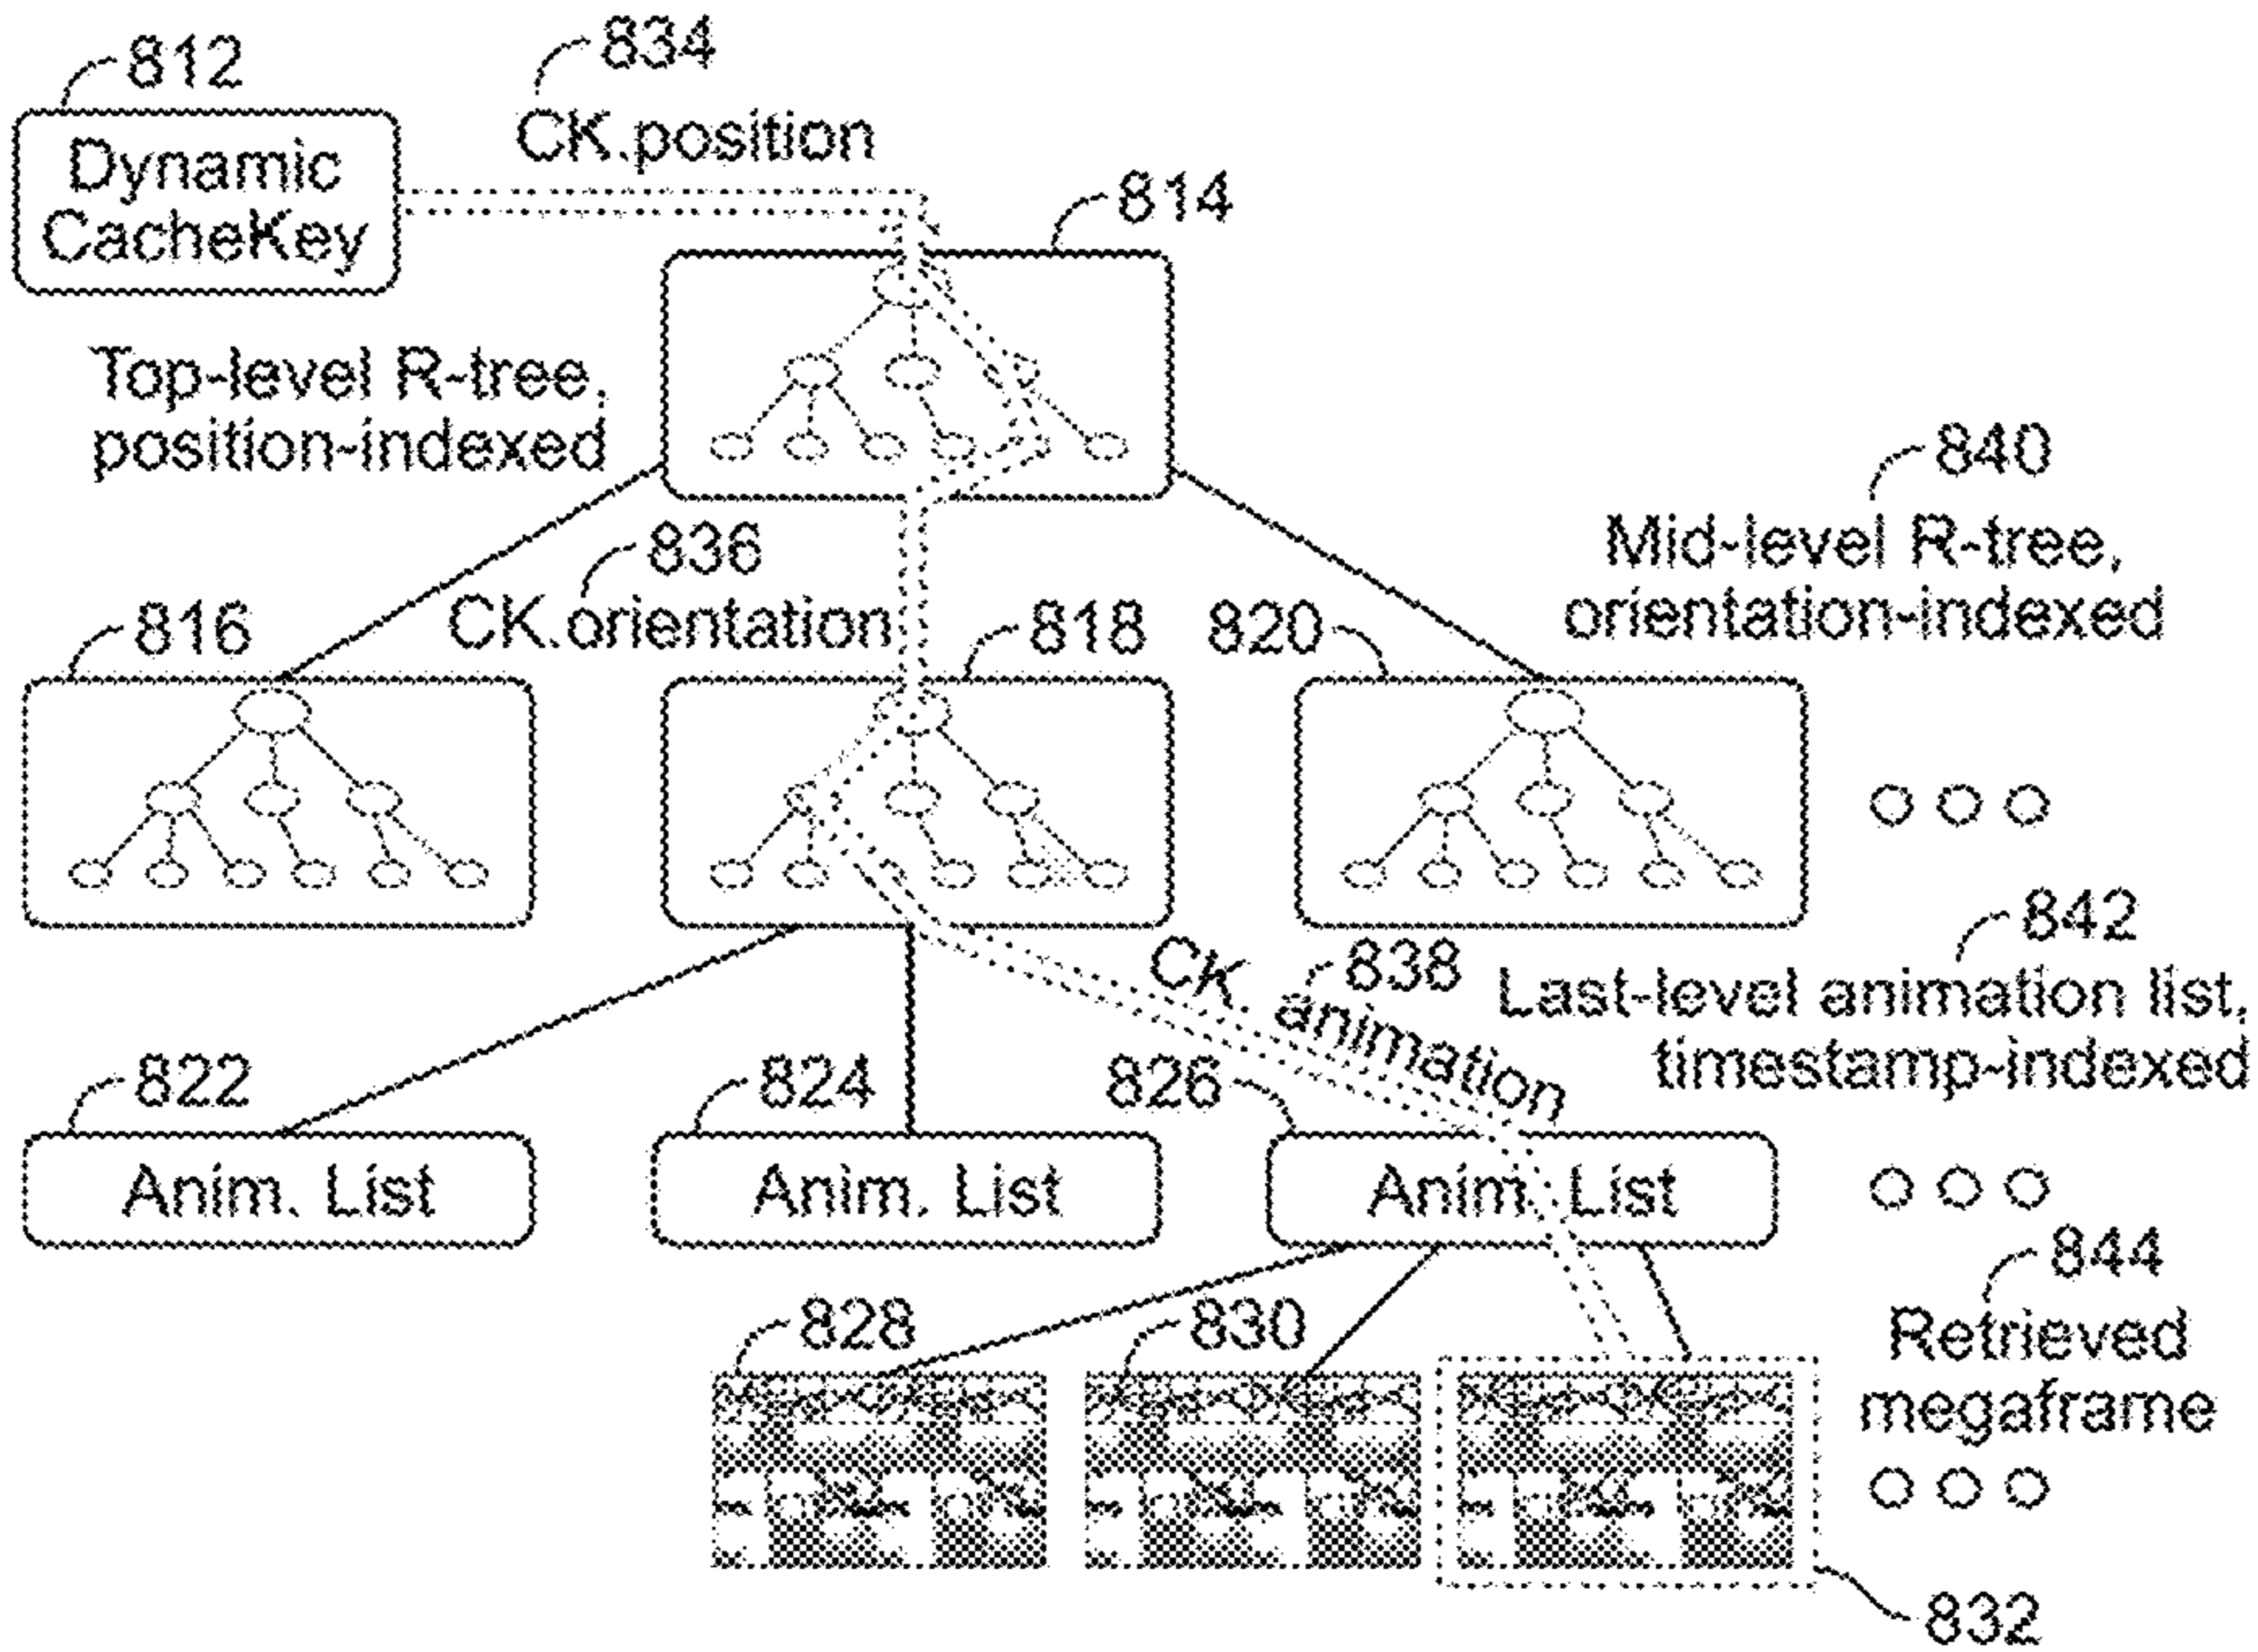 812
834
Dynamic
CacheKey
CK.position
814
Top-level R-tree,
position-indexed
840
Mid-level R-tree,
orientation-indexed
836
CK.orientation
816
818
820
842
Last-level animation list,
timestamp-indexed
838
CK.
animation
822
824
826
Anim. List
Anim. List
Anim. List
844
Retrieved
megaframe
828
830
832